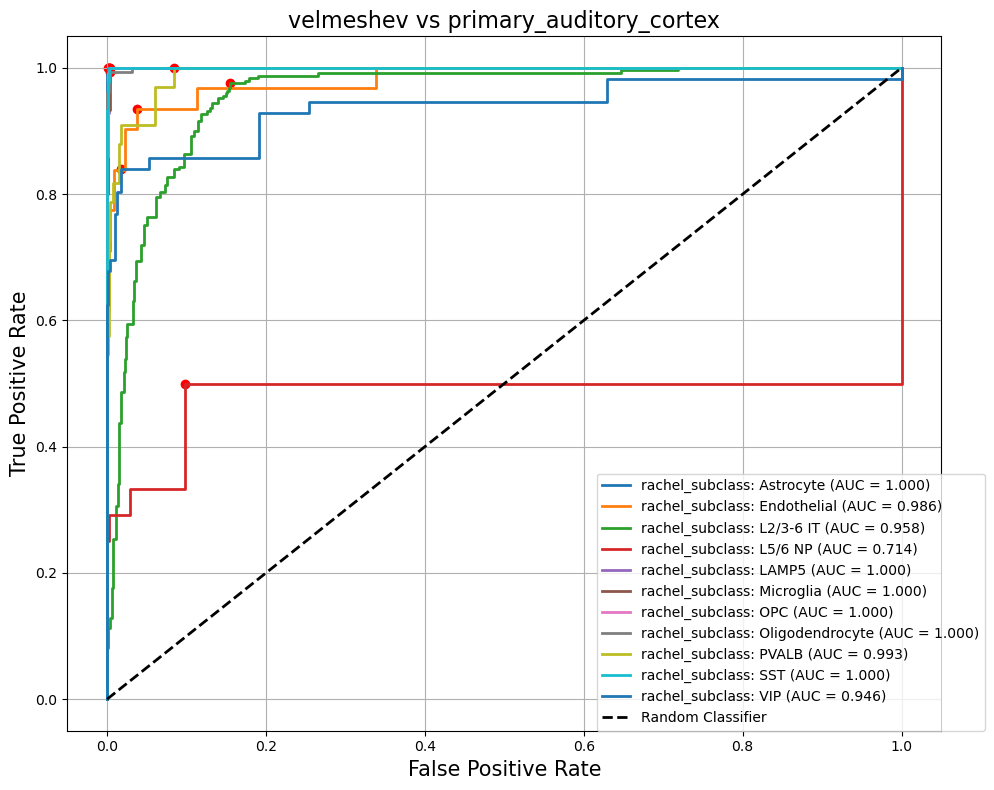 velmeshev vs primary_auditory_cortex
True Positive Rate
1.0
0.8
0.6
0.4
0.2
0.0
rachel_subclass: Astrocyte (AUC = 1.000)
rachel_subclass: Endothelial (AUC = 0.986)
rachel_subclass: L2/3-6 IT (AUC = 0.958)
rachel_subclass: L5/6 NP (AUC = 0.714)
rachel_subclass: LAMP5 (AUC = 1.000)
rachel_subclass: Microglia (AUC = 1.000)
rachel_subclass: OPC (AUC = 1.000)
rachel_subclass: Oligodendrocyte (AUC = 1.000)
rachel_subclass: PVALB (AUC = 0.993)
rachel_subclass: SST (AUC = 1.000)
rachel_subclass: VIP (AUC = 0.946)
Random Classifier
0.0 0.2 0.4 0.6 0.8 1.0
False Positive Rate